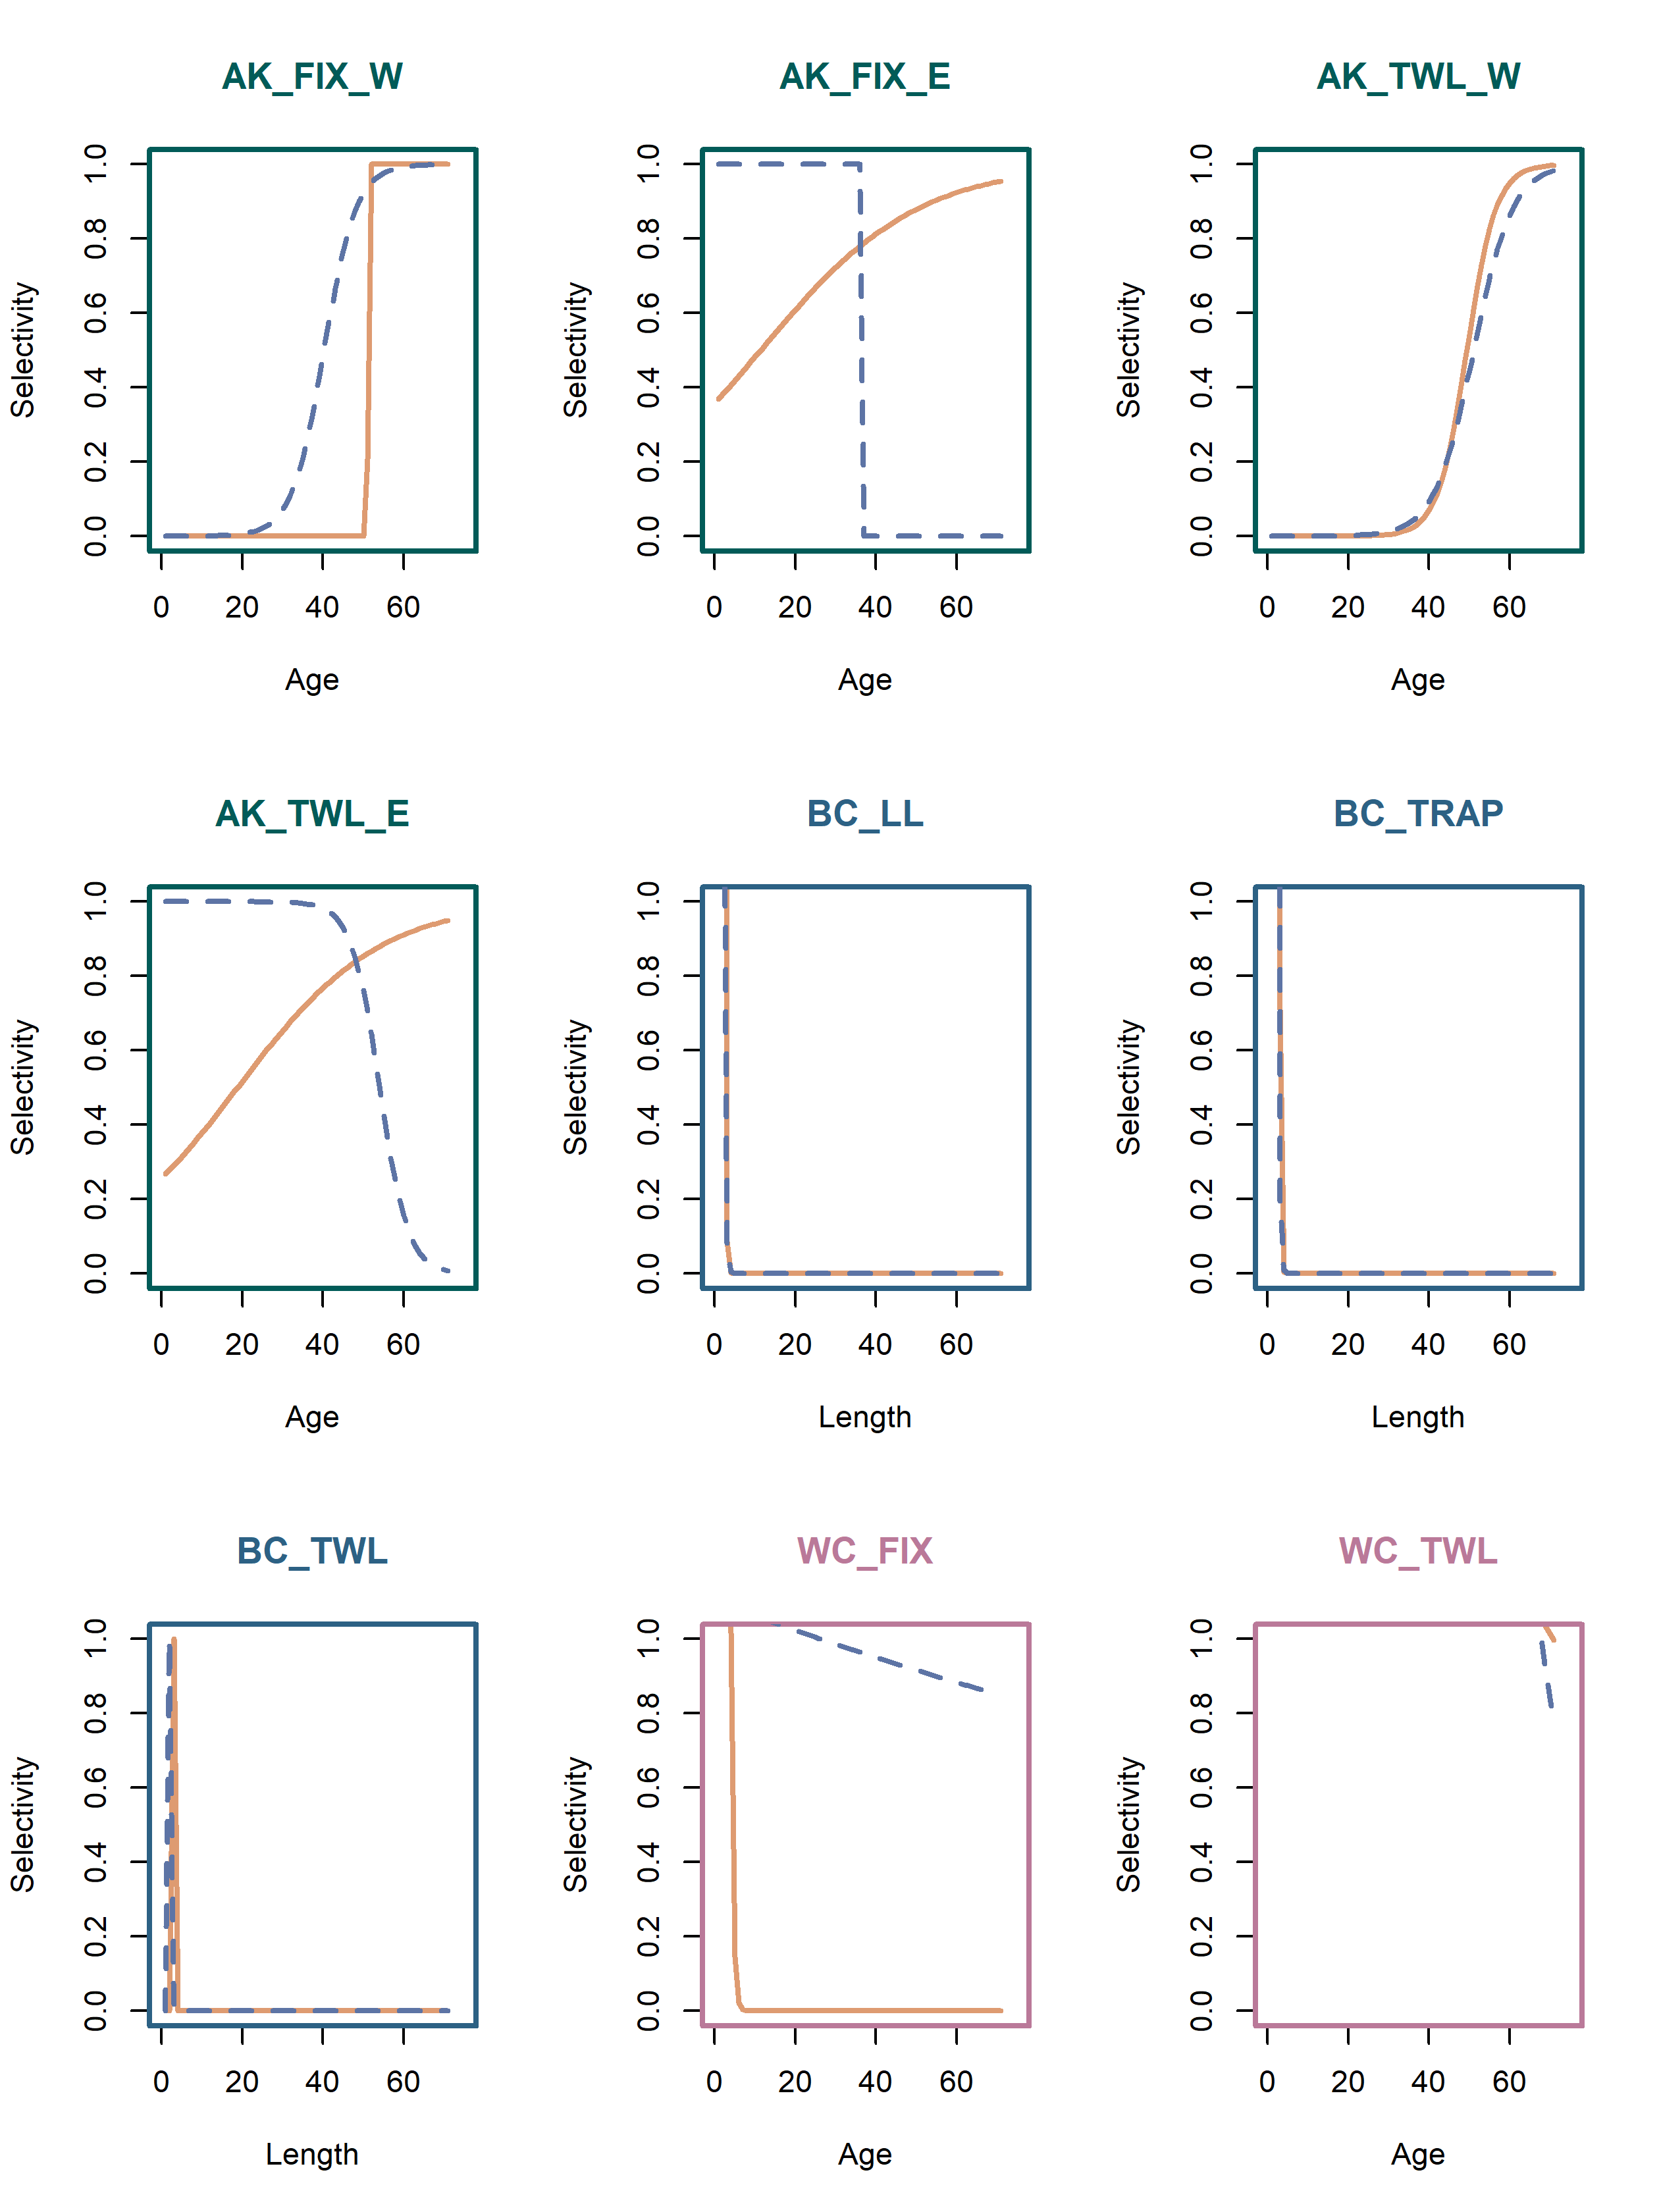 AK_FIX_W AK_FIX_E AK_TWL_W
Selectivity Selectivity Selectivity
0.0 0.2 0.4 0.6 0.8 1.0 0.0 0.2 0.4 0.6 0.8 1.0 0.0 0.2 0.4 0.6 0.8 1.0
0 20 40 60 0 20 40 60 0 20 40 60
Age Age Age
AK_TWL_E BC_LL BC_TRAP
Selectivity Selectivity Selectivity
0.0 0.2 0.4 0.6 0.8 1.0 0.0 0.2 0.4 0.6 0.8 1.0 0.0 0.2 0.4 0.6 0.8 1.0
0 20 40 60 0 20 40 60 0 20 40 60
Age Length Length
BC_TWL WC_FIX WC_TWL
Selectivity Selectivity Selectivity
0.0 0.2 0.4 0.6 0.8 1.0 0.0 0.2 0.4 0.6 0.8 1.0 0.0 0.2 0.4 0.6 0.8 1.0
0 20 40 60 0 20 40 60 0 20 40 60
Length Age Age